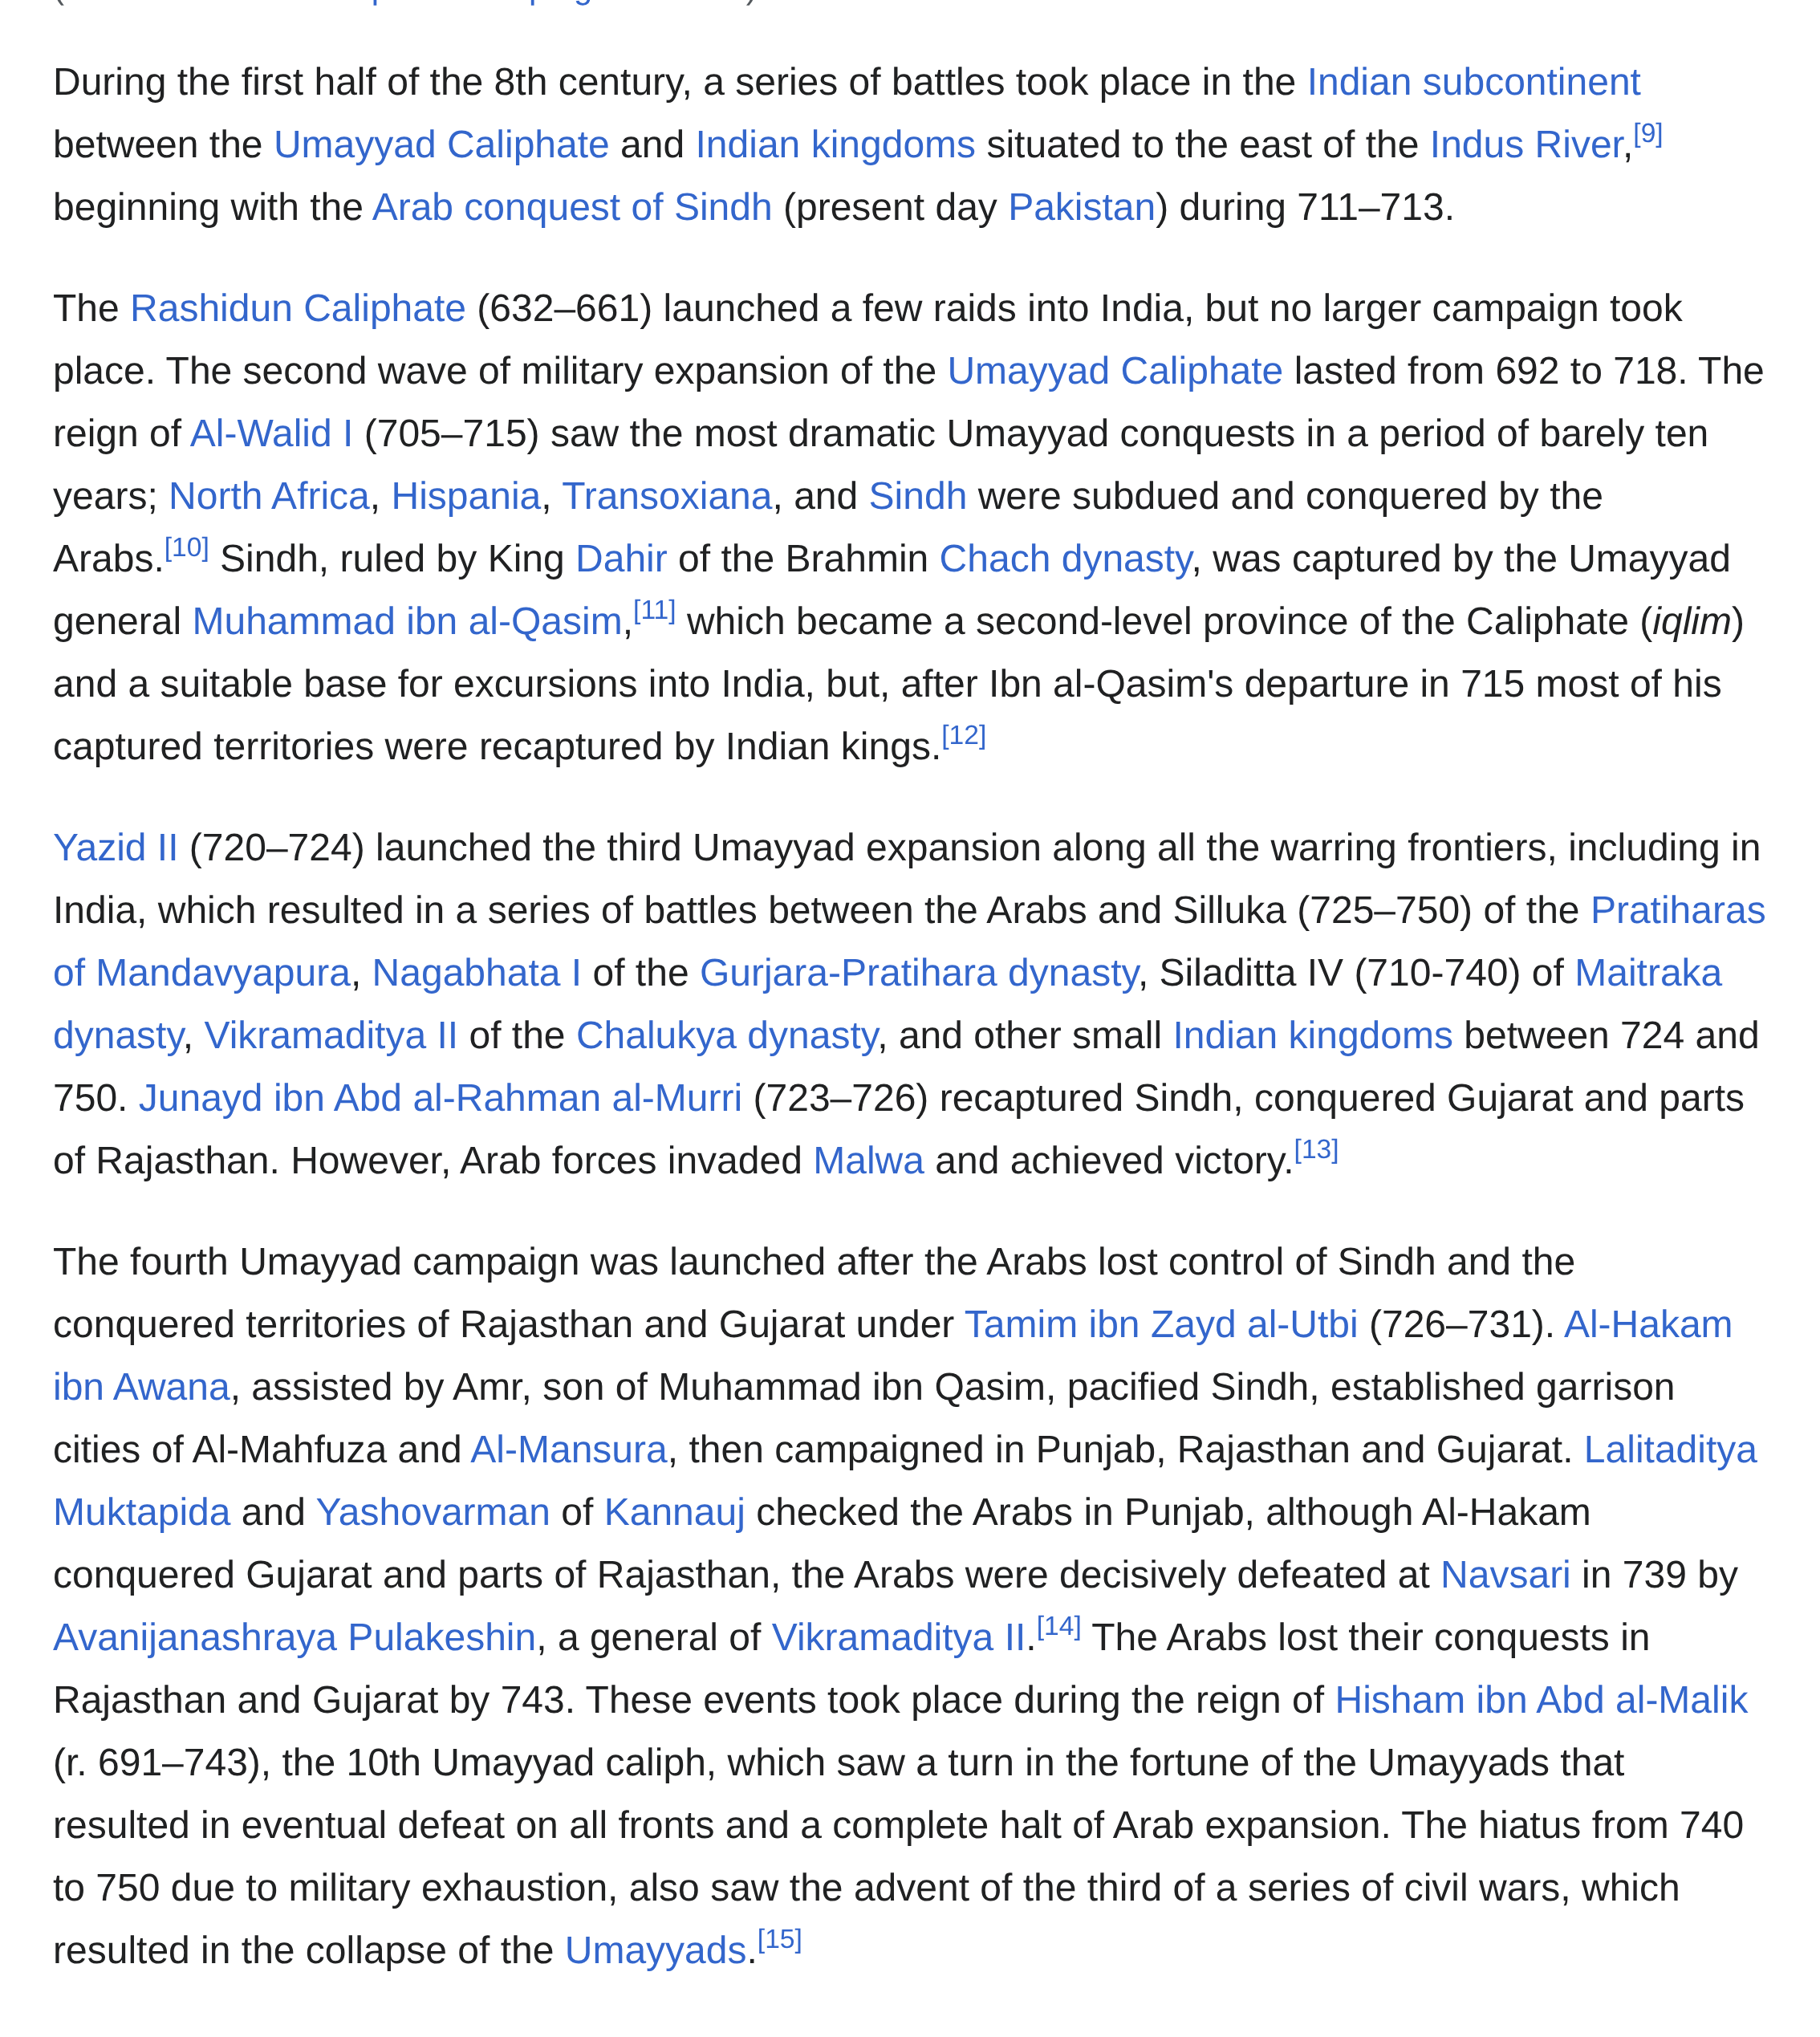 During the first half of the 8th century, a series of battles took place in the Indian subcontinent
between the Umayyad Caliphate and Indian kingdoms situated to the east of the Indus River,[9]
beginning with the Arab conquest of Sindh (present day Pakistan) during 711–713.
The Rashidun Caliphate (632–661) launched a few raids into India, but no larger campaign took
place. The second wave of military expansion of the Umayyad Caliphate lasted from 692 to 718. The
reign of Al-Walid I (705–715) saw the most dramatic Umayyad conquests in a period of barely ten
years; North Africa, Hispania, Transoxiana, and Sindh were subdued and conquered by the
Arabs.[10] Sindh, ruled by King Dahir of the Brahmin Chach dynasty, was captured by the Umayyad
general Muhammad ibn al-Qasim,[11] which became a second-level province of the Caliphate (iqlim)
and a suitable base for excursions into India, but, after Ibn al-Qasim's departure in 715 most of his
captured territories were recaptured by Indian kings.[12]
Yazid II (720–724) launched the third Umayyad expansion along all the warring frontiers, including in
India, which resulted in a series of battles between the Arabs and Silluka (725–750) of the Pratiharas
of Mandavyapura, Nagabhata I of the Gurjara-Pratihara dynasty, Siladitta IV (710-740) of Maitraka
dynasty, Vikramaditya II of the Chalukya dynasty, and other small Indian kingdoms between 724 and
750. Junayd ibn Abd al-Rahman al-Murri (723–726) recaptured Sindh, conquered Gujarat and parts
of Rajasthan. However, Arab forces invaded Malwa and achieved victory.[13]
The fourth Umayyad campaign was launched after the Arabs lost control of Sindh and the
conquered territories of Rajasthan and Gujarat under Tamim ibn Zayd al-Utbi (726–731). Al-Hakam
ibn Awana, assisted by Amr, son of Muhammad ibn Qasim, pacified Sindh, established garrison
cities of Al-Mahfuza and Al-Mansura, then campaigned in Punjab, Rajasthan and Gujarat. Lalitaditya
Muktapida and Yashovarman of Kannauj checked the Arabs in Punjab, although Al-Hakam
conquered Gujarat and parts of Rajasthan, the Arabs were decisively defeated at Navsari in 739 by
Avanijanashraya Pulakeshin, a general of Vikramaditya II.[14] The Arabs lost their conquests in
Rajasthan and Gujarat by 743. These events took place during the reign of Hisham ibn Abd al-Malik
(r. 691–743), the 10th Umayyad caliph, which saw a turn in the fortune of the Umayyads that
resulted in eventual defeat on all fronts and a complete halt of Arab expansion. The hiatus from 740
to 750 due to military exhaustion, also saw the advent of the third of a series of civil wars, which
resulted in the collapse of the Umayyads.[15]